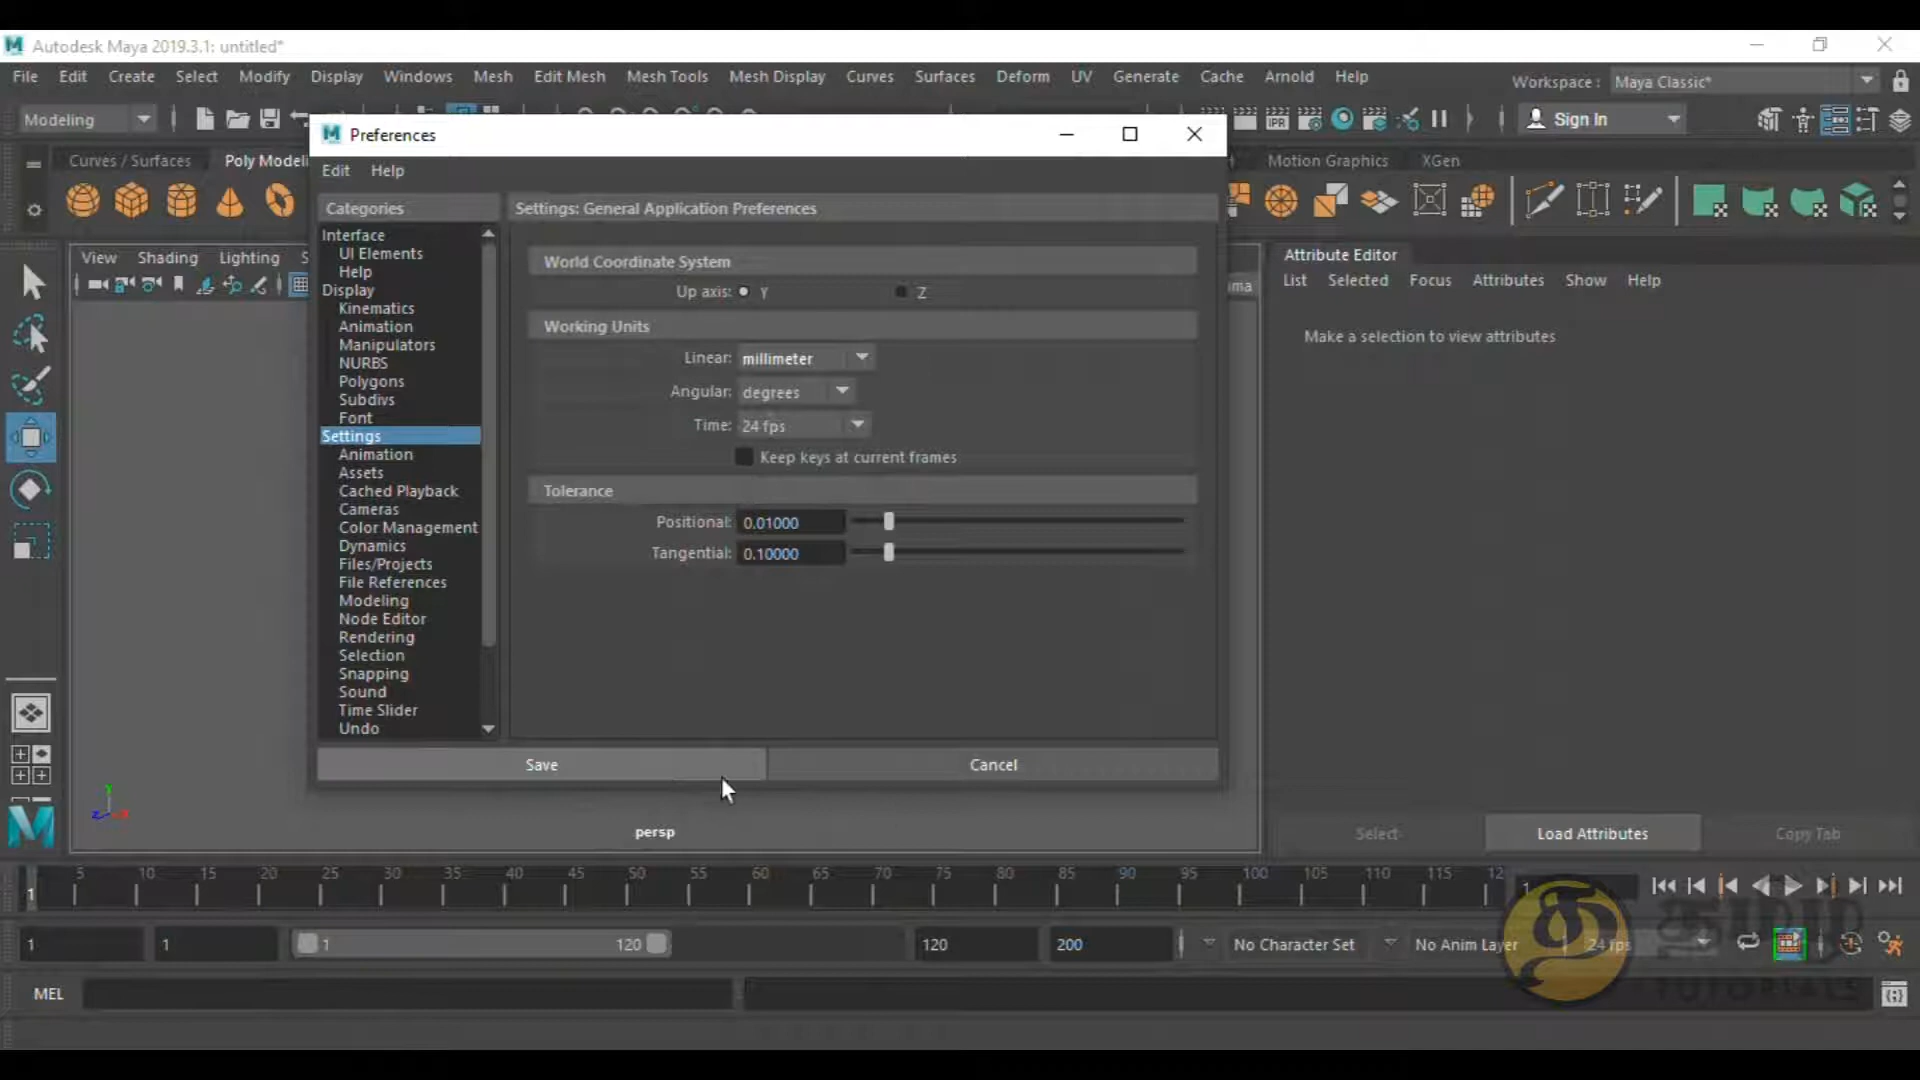 Autodesk Maya 2019.3.1: untitled*
File Edit Create Select Modify Display Windows Mesh Edit Mesh Mesh Tools Mesh Display Curves Surfaces Deform UV Generate Cache Arnold Help
Workspace : Maya Classic*
Modeling
IPR
Sign In
Preferences
Curves / Surfaces
Motion Graphics XGen
Edit Help
Categories
Settings: General Application Preferences
Interface
UI Elements
Help
Display
Kinematics
Animation
Manipulators
NURBS
Polygons
Subdivs
Font
Settings
Animation
Assets
Cached Playback
Cameras
Color Management
Dynamics
Files/Projects
File References
Modeling
Node Editor
Rendering
Selection
Snapping
Sound
Time Slider
Undo
World Coordinate System
Up axis: Y Z
Working Units
Linear: millimeter
Angular: degrees
Time: 24 fps
Keep keys at current frames
Tolerance
Positional: 0.01000
Tangential: 0.10000
Save Cancel
View Shading Lighting
Attribute Editor
List Selected Focus Attributes Show Help
Make a selection to view attributes
persp
Select Load Attributes Copy Tab
5 10 15 20 25 30 35 40 45 50 55 60 65 70 75 80 85 90 95 100 105 110 115 12
1 1
1 1 1 120 120 200 No Character Set No Anim Layer 24 fps
MEL
தமிழ்
TUTORIALS